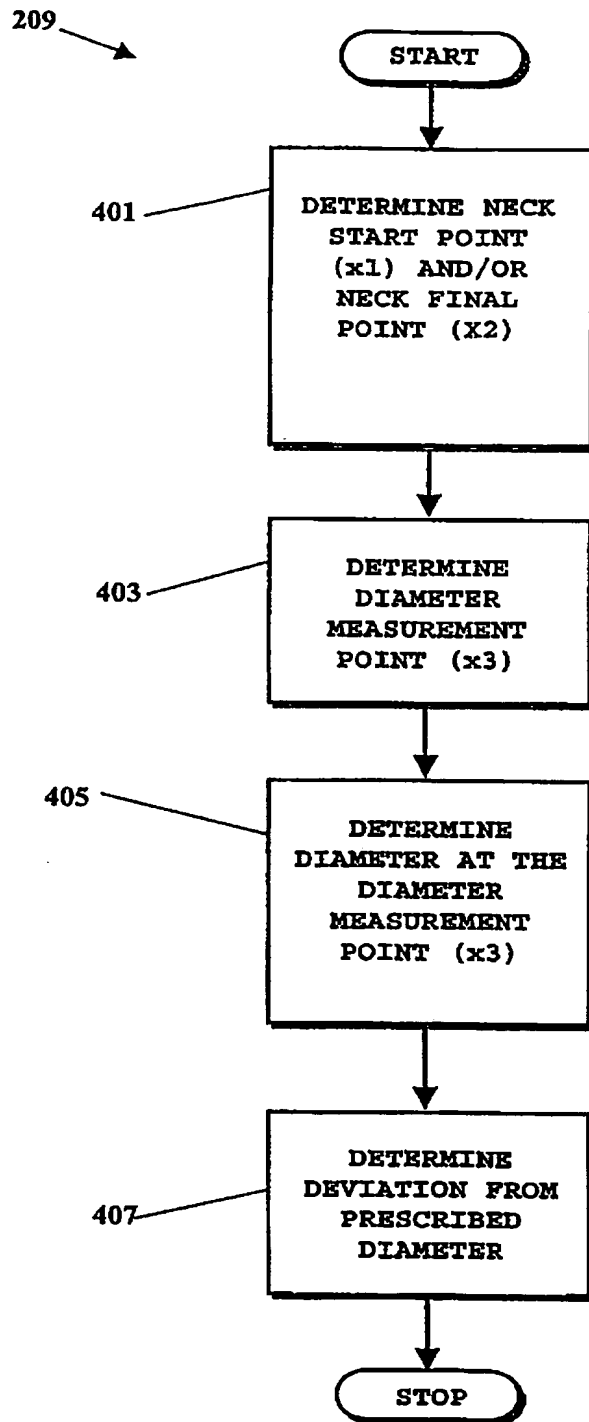 209
START
401
DETERMINE NECK
START POINT
(x1) AND/OR
NECK FINAL
POINT (X2)
403
DETERMINE
DIAMETER
MEASUREMENT
POINT (x3)
405
DETERMINE
DIAMETER AT THE
DIAMETER
MEASUREMENT
POINT (x3)
407
DETERMINE
DEVIATION FROM
PRESCRIBED
DIAMETER
STOP